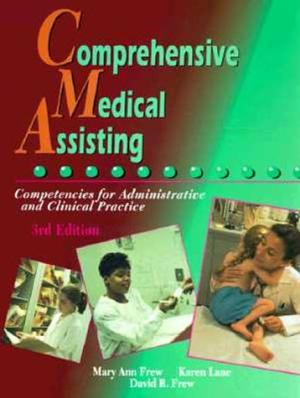 Comprehensive
Medical
Assisting
Competencies for Administrative
and Clinical Practice
3rd Edition
Mary Ann Frew Karen Lane
David R. Frew